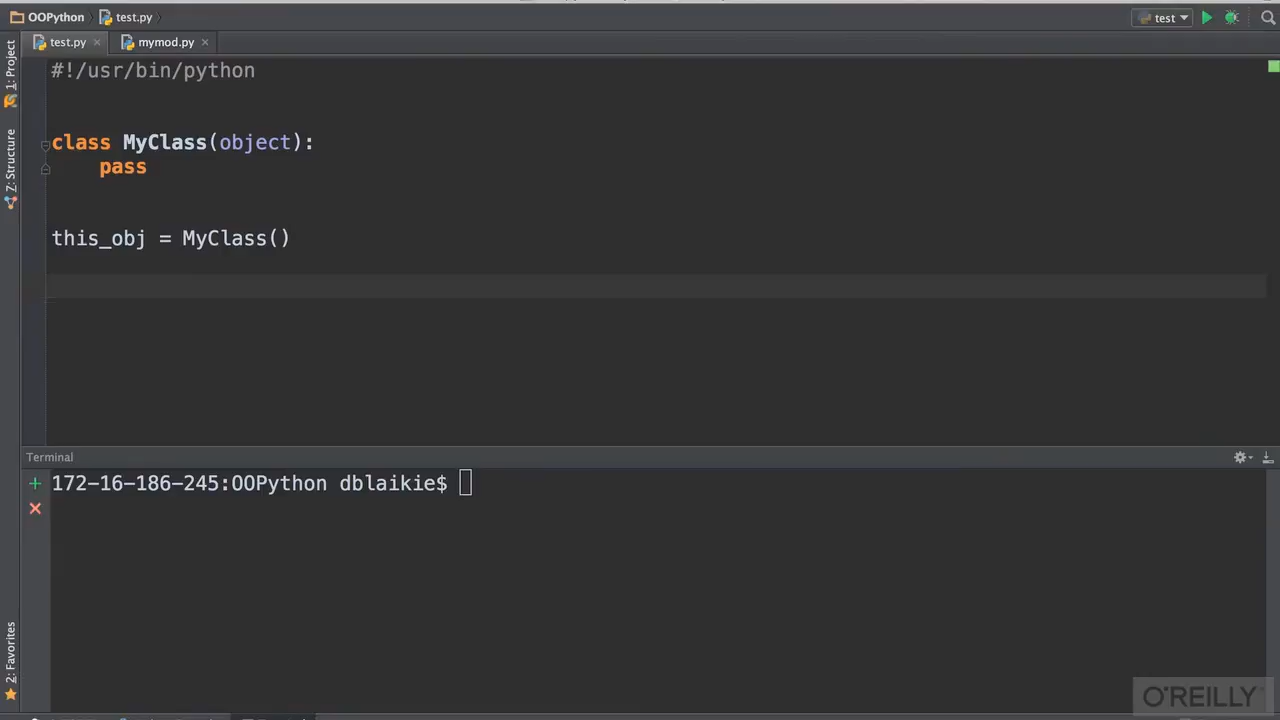 OOPython test.py test
test.py mymod.py
1: Project
Z: Structure
2: Favorites
#!/usr/bin/python
class MyClass(object):
    pass
this_obj = MyClass()
Terminal
172-16-186-245:OOPython dblaikie$
O'REILLY